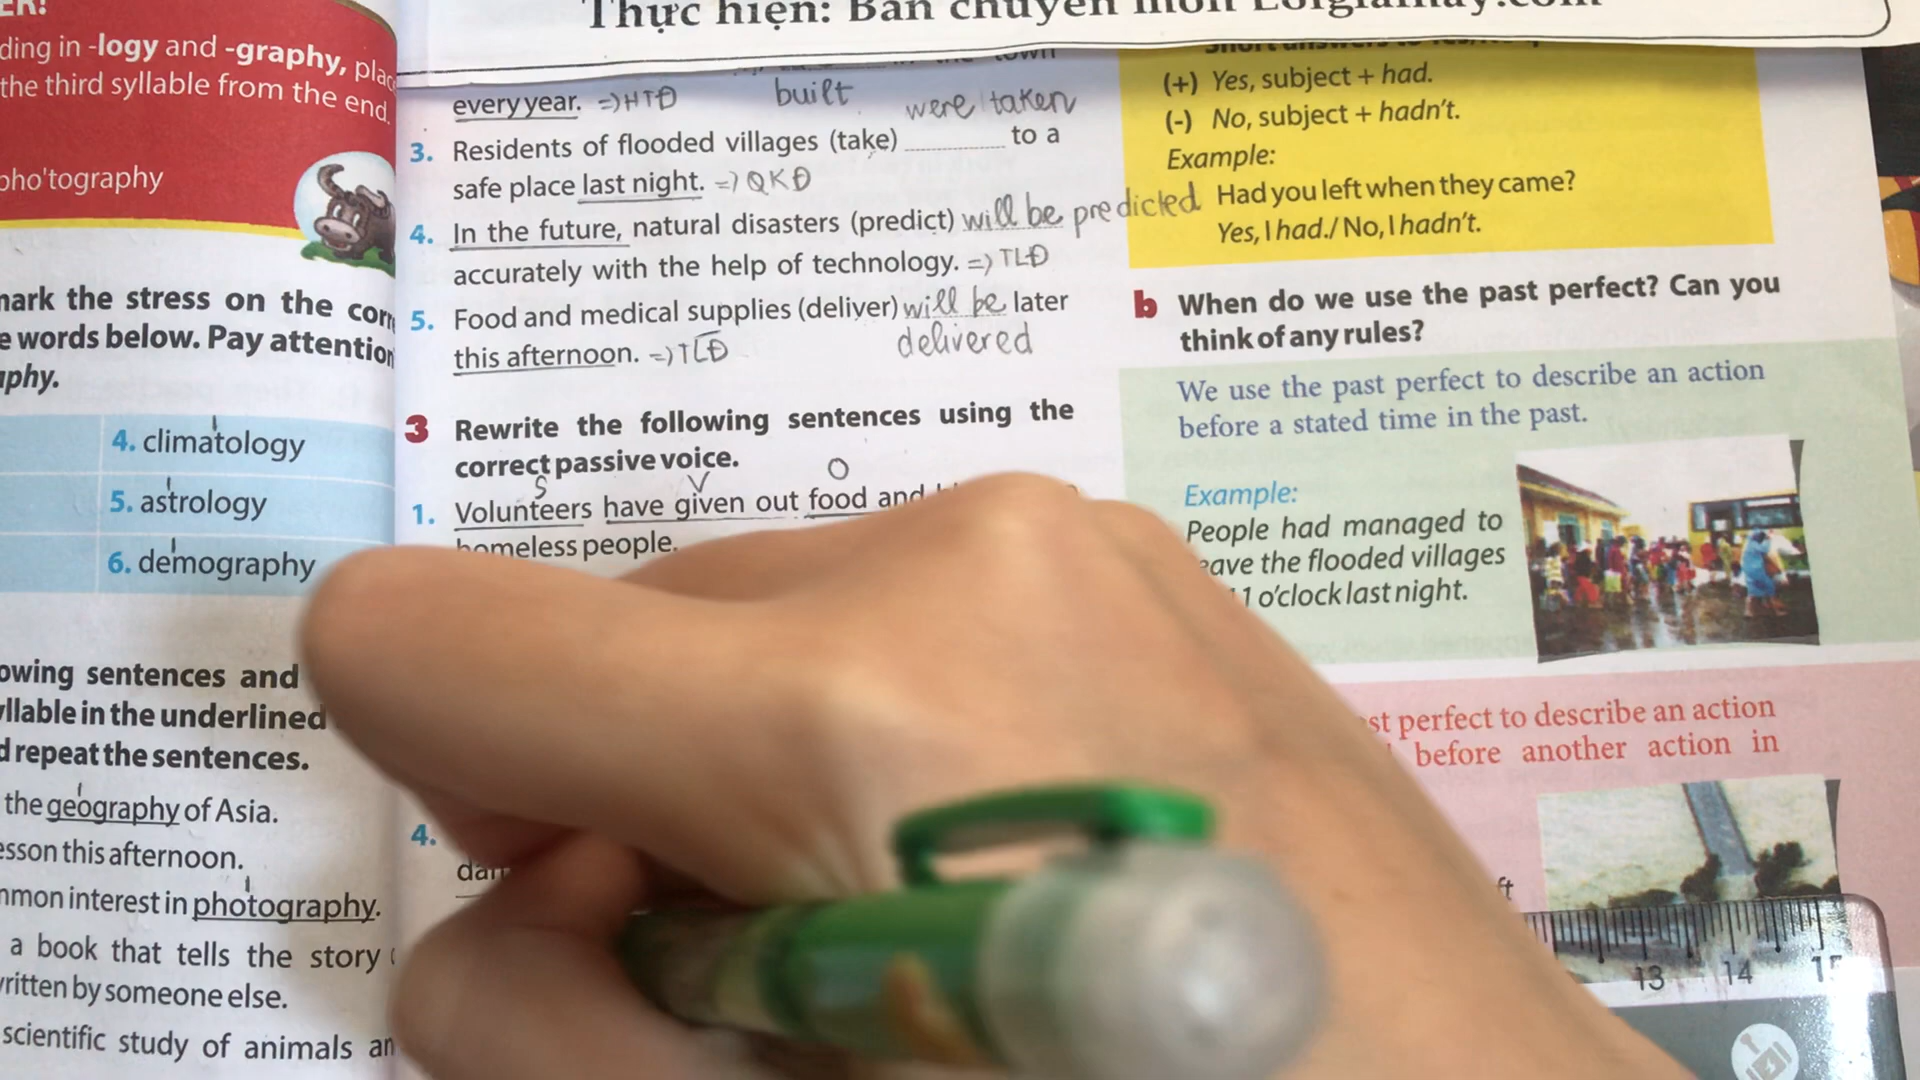 Thực hiện: Ban chuyên môn Loigiaihay.com
ding in -logy and -graphy,
the third syllable from the end.
pho'tography
mark the stress on the
e words below. Pay attention
aphy.
4. climatology
5. astrology
6. demography
owing sentences and
yllable in the underlined
d repeat the sentences.
the geography of Asia.
esson this afternoon.
mmon interest in photography.
a book that tells the story
written by someone else.
scientific study of animals
every year. =) HTĐ built
were taken
3. Residents of flooded villages (take) to a
safe place last night. =) QKĐ
4. In the future, natural disasters (predict) will be predicted
accurately with the help of technology. =) TLĐ
5. Food and medical supplies (deliver) will be later
this afternoon. =) TLĐ delivered
3 Rewrite the following sentences using the
correct passive voice.
S V O
1. Volunteers have given out food and
homeless people.
4.
(+) Yes, subject + had.
(-) No, subject + hadn't.
Example:
Had you left when they came?
Yes, I had./ No, I hadn't.
b When do we use the past perfect? Can you
think of any rules?
We use the past perfect to describe an action
before a stated time in the past.
Example:
People had managed to
eave the flooded villages
11 o'clock last night.
st perfect to describe an action
before another action in
ft
13 14 15